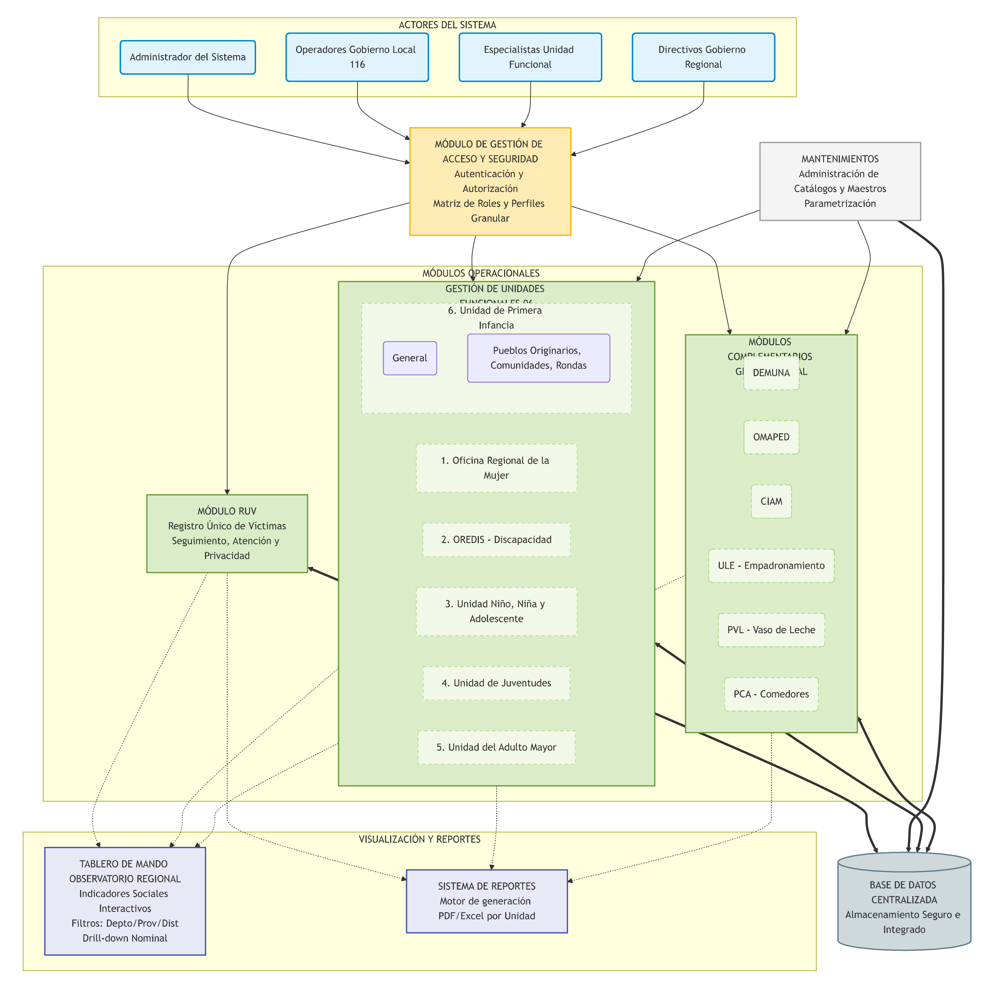 ACTORES DEL SISTEMA
Administrador del Sistema
Operadores Gobierno Local
116
Especialistas Unidad
Funcional
Directivos Gobierno
Regional
MÓDULO DE GESTIÓN DE
ACCESO Y SEGURIDAD
Autenticación y
Autorización
Matriz de Roles y Perfiles
Granular
MANTENIMIENTOS
Administración de
Catálogos y Maestros
Parametrización
MÓDULOS OPERACIONALES
GESTIÓN DE UNIDADES
FUNCIONALES 06
6. Unidad de Primera
Infancia
General
Pueblos Originarios,
Comunidades, Rondas
1. Oficina Regional de la
Mujer
2. OREDIS - Discapacidad
3. Unidad Niño, Niña y
Adolescente
4. Unidad de Juventudes
5. Unidad del Adulto Mayor
MÓDULO RUV
Registro Único de Víctimas
Seguimiento, Atención y
Privacidad
MÓDULOS
COMPLEMENTARIOS
DEMUNA
OMAPED
CIAM
ULE - Empadronamiento
PVL - Vaso de Leche
PCA - Comedores
VISUALIZACIÓN Y REPORTES
TABLERO DE MANDO
OBSERVATORIO REGIONAL
Indicadores Sociales
Interactivos
Filtros: Depto/Prov/Dist
Drill-down Nominal
SISTEMA DE REPORTES
Motor de generación
PDF/Excel por Unidad
BASE DE DATOS
CENTRALIZADA
Almacenamiento Seguro e
Integrado